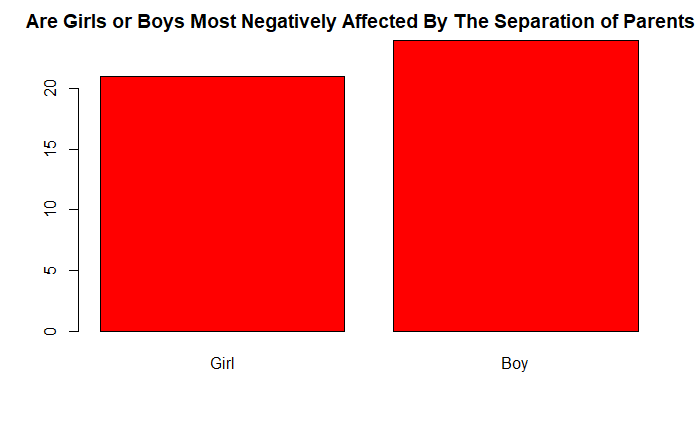 Are Girls or Boys Most Negatively Affected By The Separation of Parents
20
15
10
5
0
Girl Boy